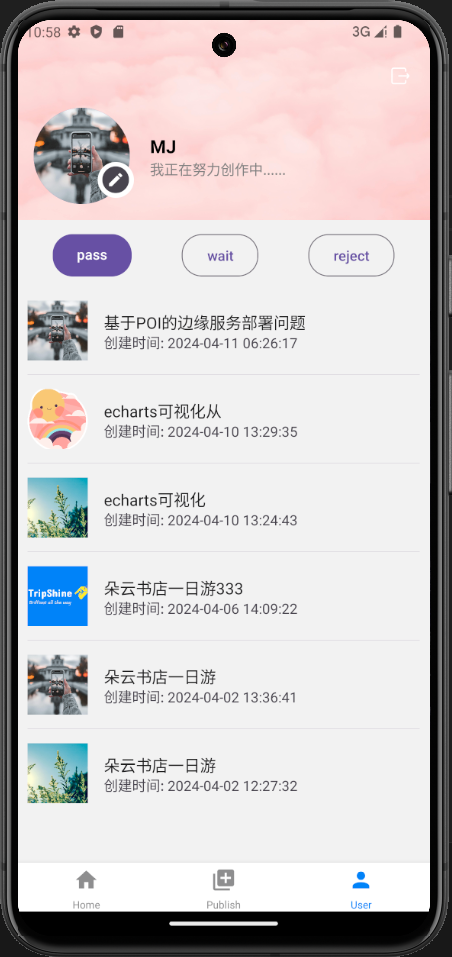 10:58
3G
MJ
我正在努力创作中......
pass
wait
reject
基于POI的边缘服务部署问题
创建时间: 2024-04-11 06:26:17
echarts可视化从
创建时间: 2024-04-10 13:29:35
echarts可视化
创建时间: 2024-04-10 13:24:43
TripShine
Brilliant all the way
朵云书店一日游333
创建时间: 2024-04-06 14:09:22
朵云书店一日游
创建时间: 2024-04-02 13:36:41
朵云书店一日游
创建时间: 2024-04-02 12:27:32
Home
Publish
User